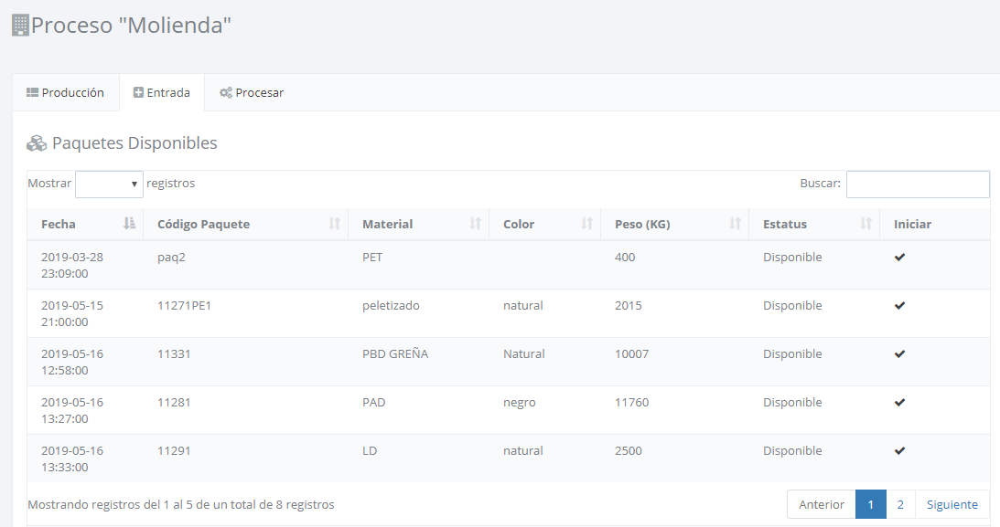 Proceso "Molienda"
Producción Entrada Procesar
Paquetes Disponibles
Mostrar registros Buscar:
Fecha Código Paquete Material Color Peso (KG) Estatus Iniciar
2019-03-28 paq2 PET 400 Disponible
23:09:00
2019-05-15 11271PE1 peletizado natural 2015 Disponible
21:00:00
2019-05-16 11331 PBD GREÑA Natural 10007 Disponible
12:58:00
2019-05-16 11281 PAD negro 11760 Disponible
13:27:00
2019-05-16 11291 LD natural 2500 Disponible
13:33:00
Mostrando registros del 1 al 5 de un total de 8 registros Anterior 1 2 Siguiente